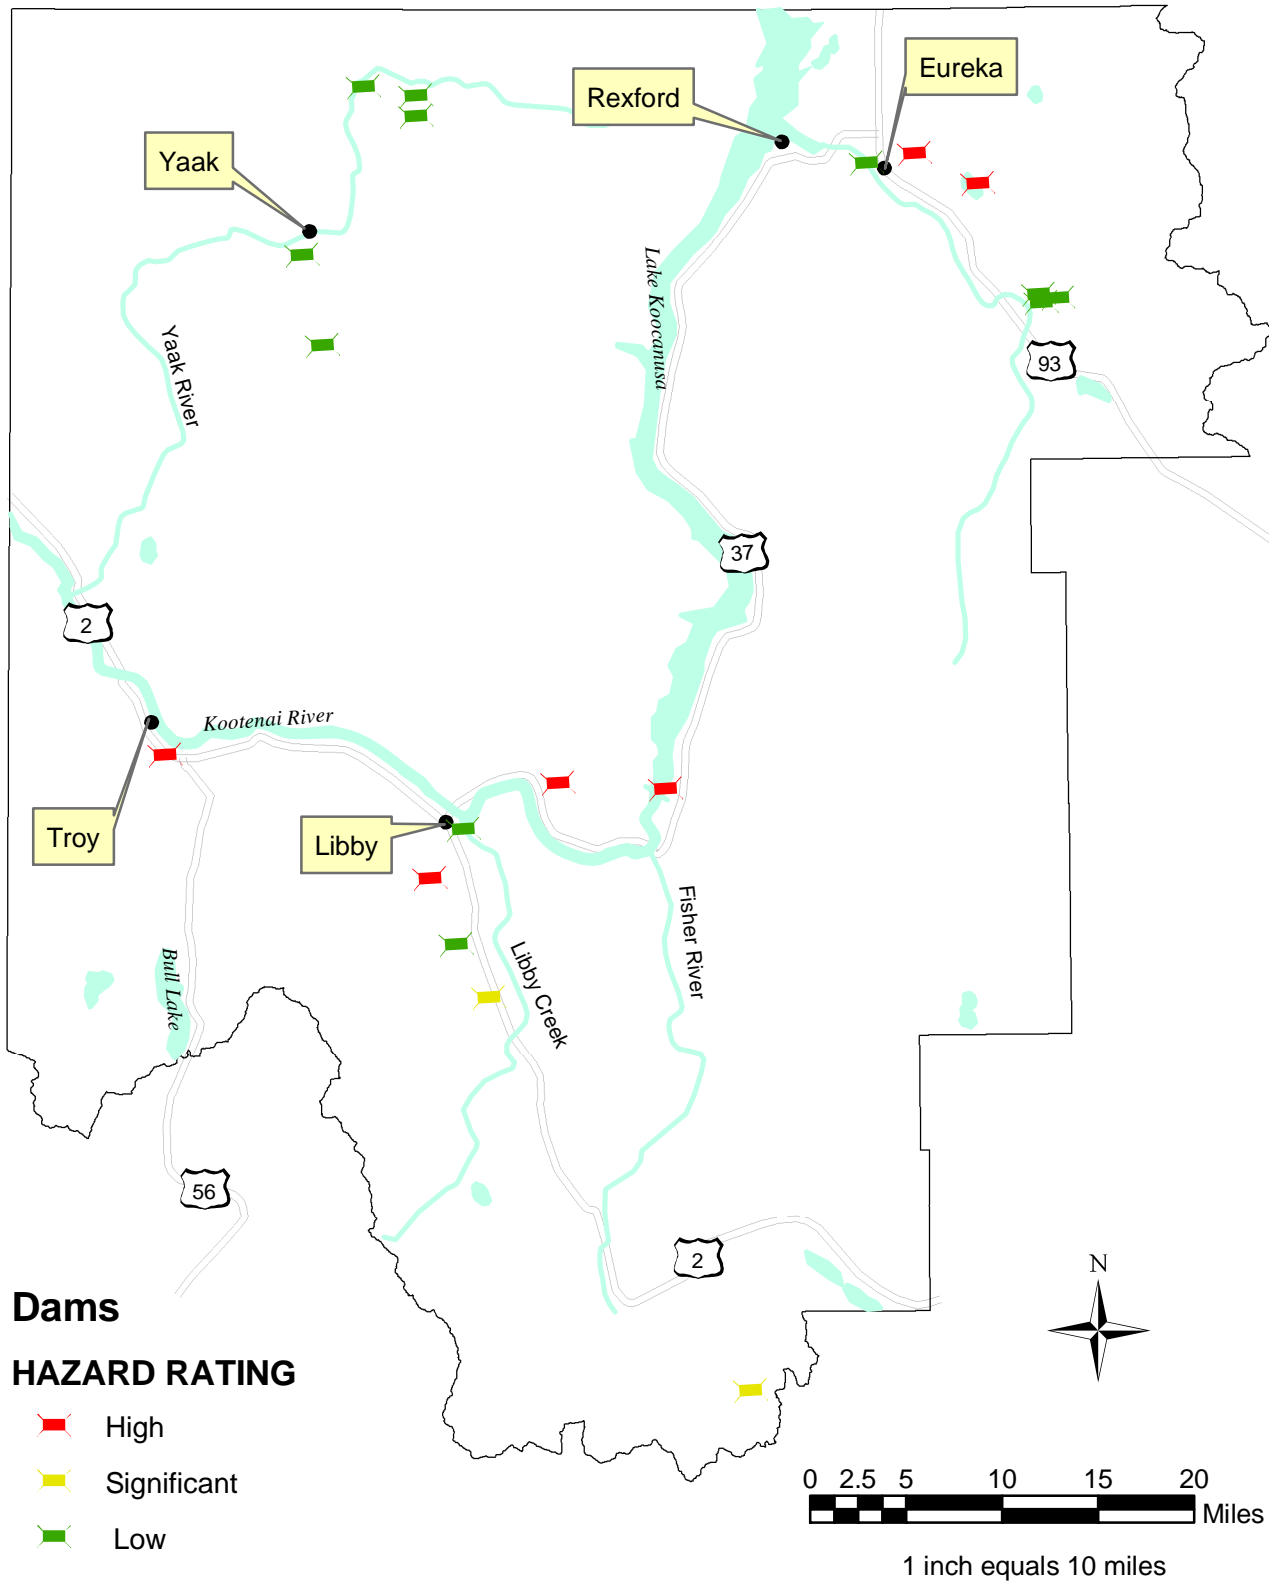 Eureka
Rexford
Yaak
Lake Koocanusa
Yaak River
93
37
2
Kootenai River
Troy
Libby
Fisher River
Libby Creek
Bull Lake
56
2
N
Dams
HAZARD RATING
High
Significant
Low
0 2.5 5 10 15 20
Miles
1 inch equals 10 miles